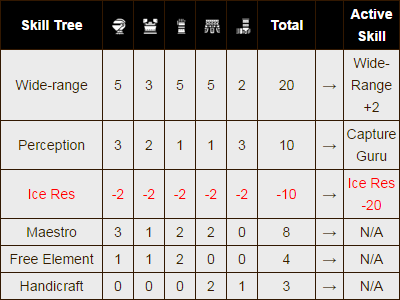 Skill Tree Total Active Skill
Wide-range 5 3 5 5 2 20 → Wide-Range +2
Perception 3 2 1 1 3 10 → Capture Guru
Ice Res -2 -2 -2 -2 -2 -10 → Ice Res -20
Maestro 3 1 2 2 0 8 → N/A
Free Element 1 1 2 0 0 4 → N/A
Handicraft 0 0 0 2 1 3 → N/A